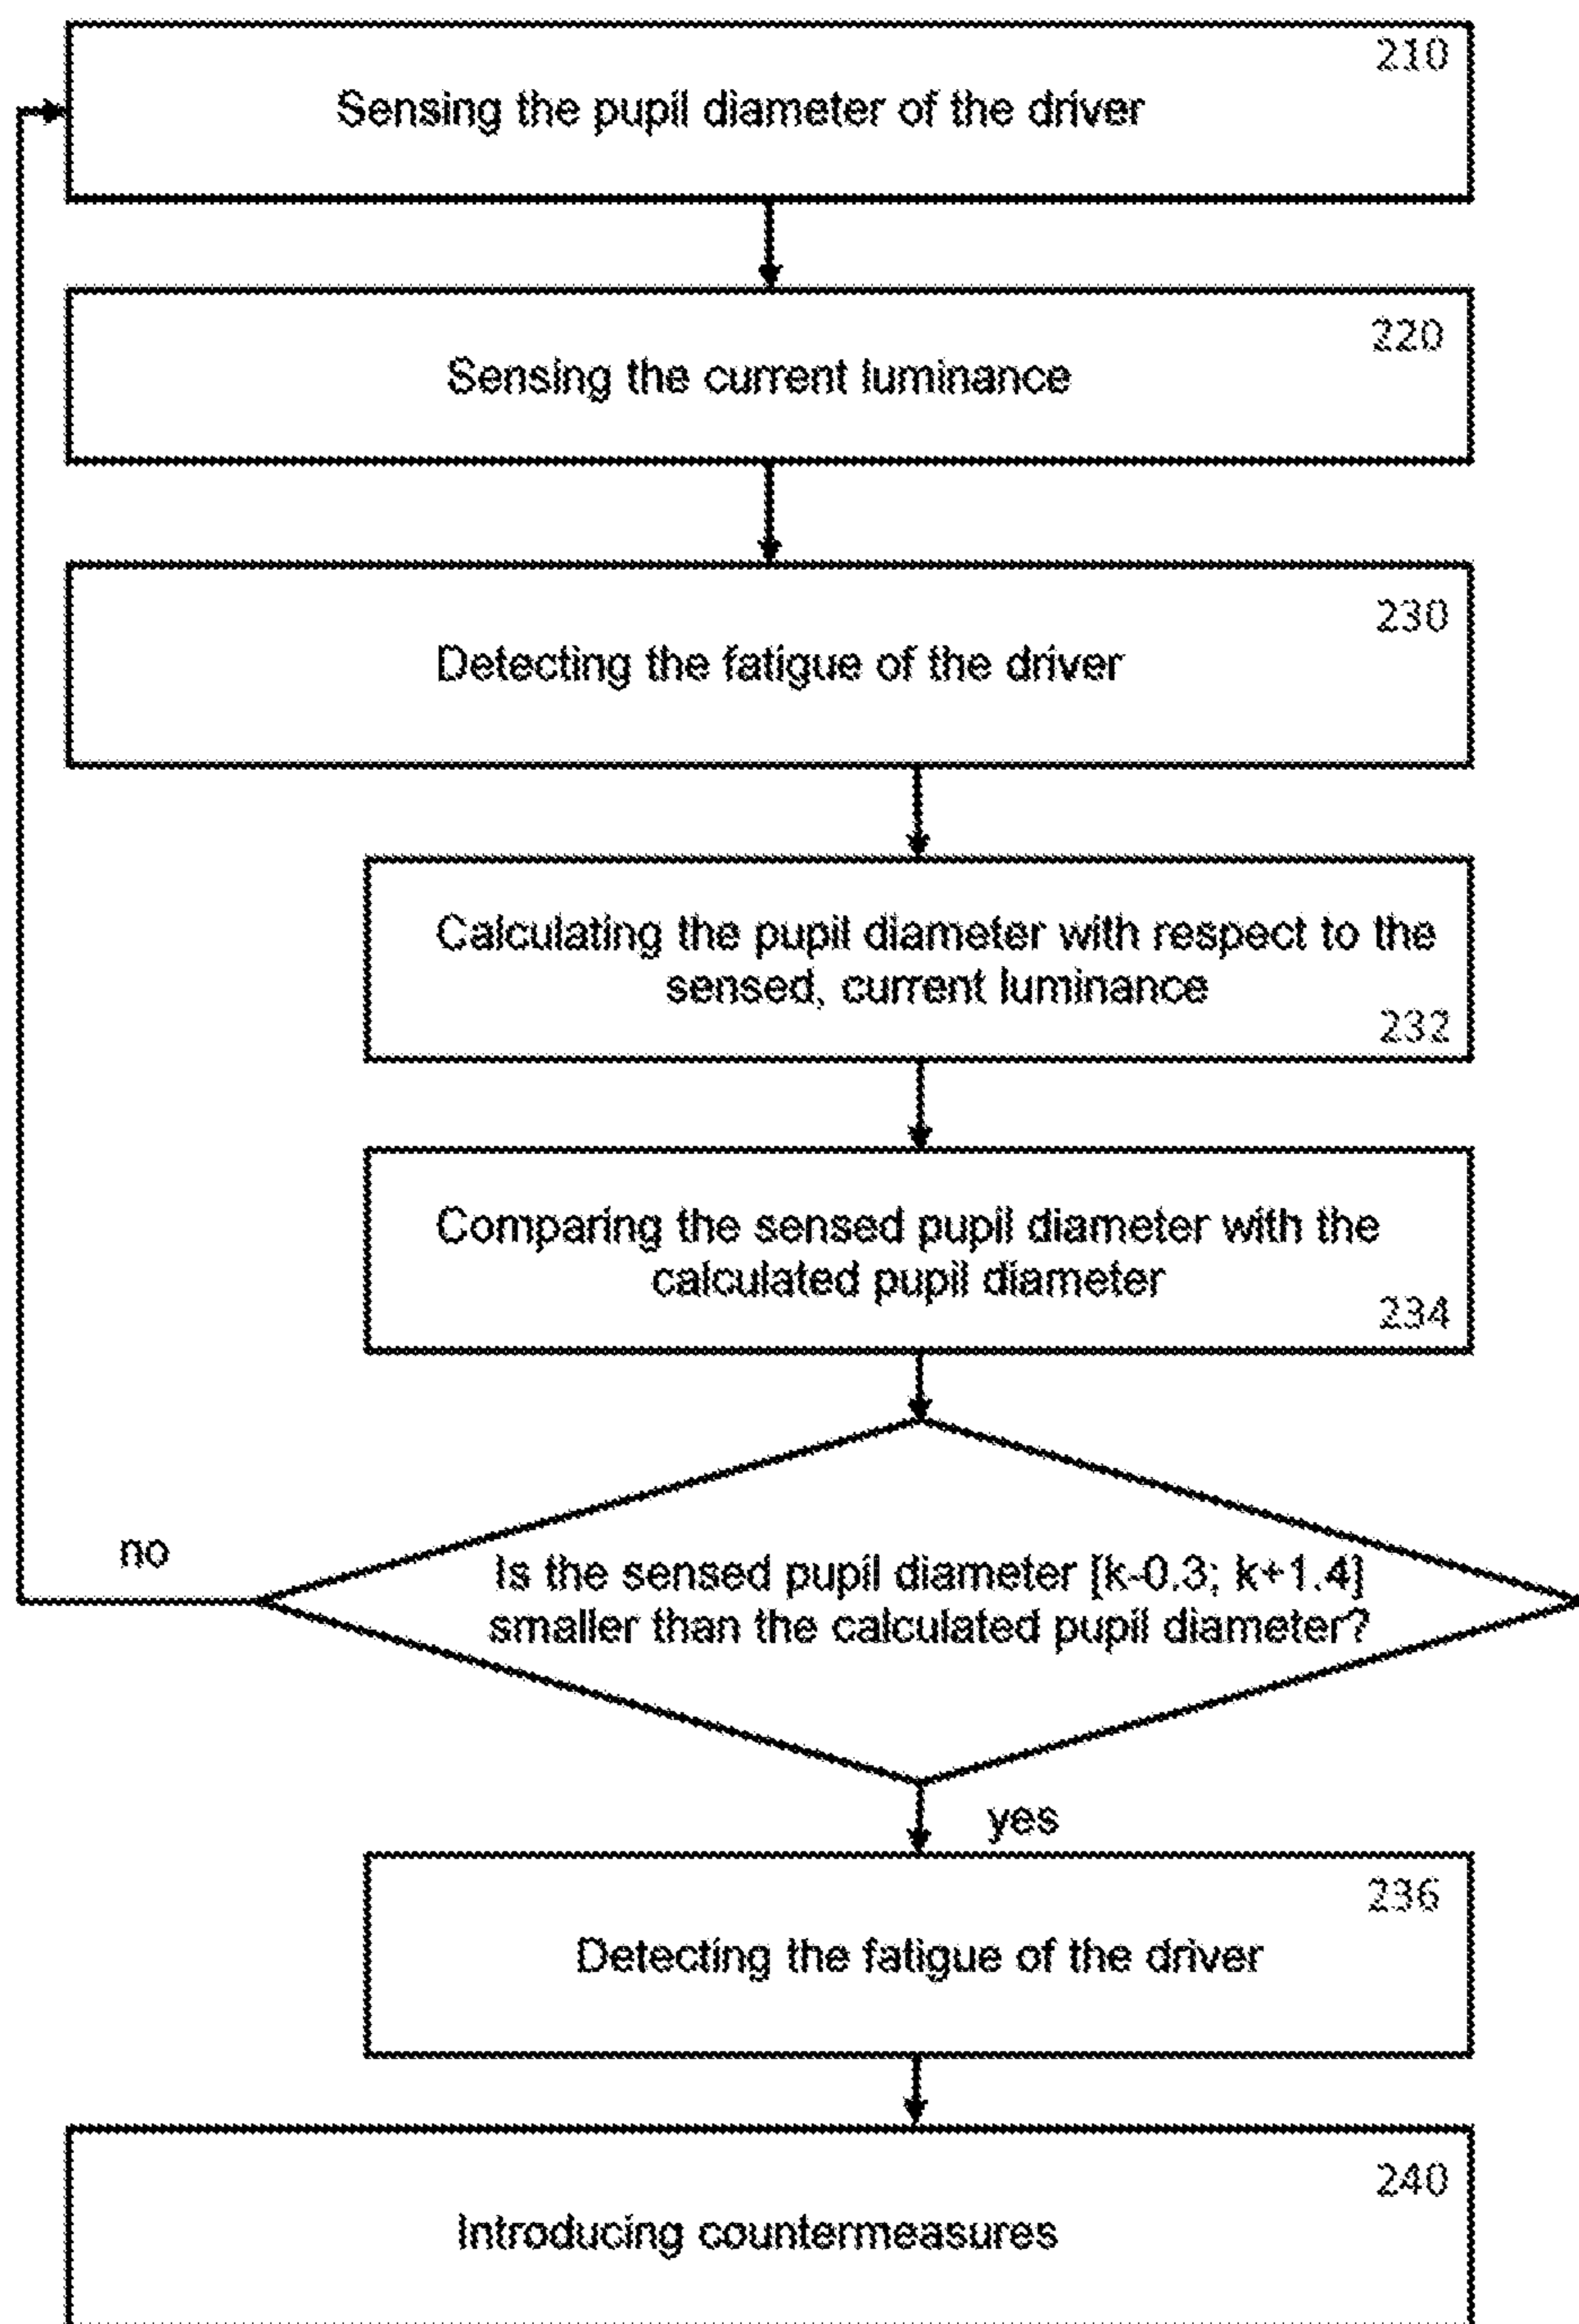 210
Sensing the pupil diameter of the driver
220
Sensing the current luminance
230
Detecting the fatigue of the driver
Calculating the pupil diameter with respect to the
sensed, current luminance
232
Comparing the sensed pupil diameter with the
calculated pupil diameter
234
no
Is the sensed pupil diameter [k-0.3; k+1.4]
smaller than the calculated pupil diameter?
yes
236
Detecting the fatigue of the driver
240
Introducing countermeasures